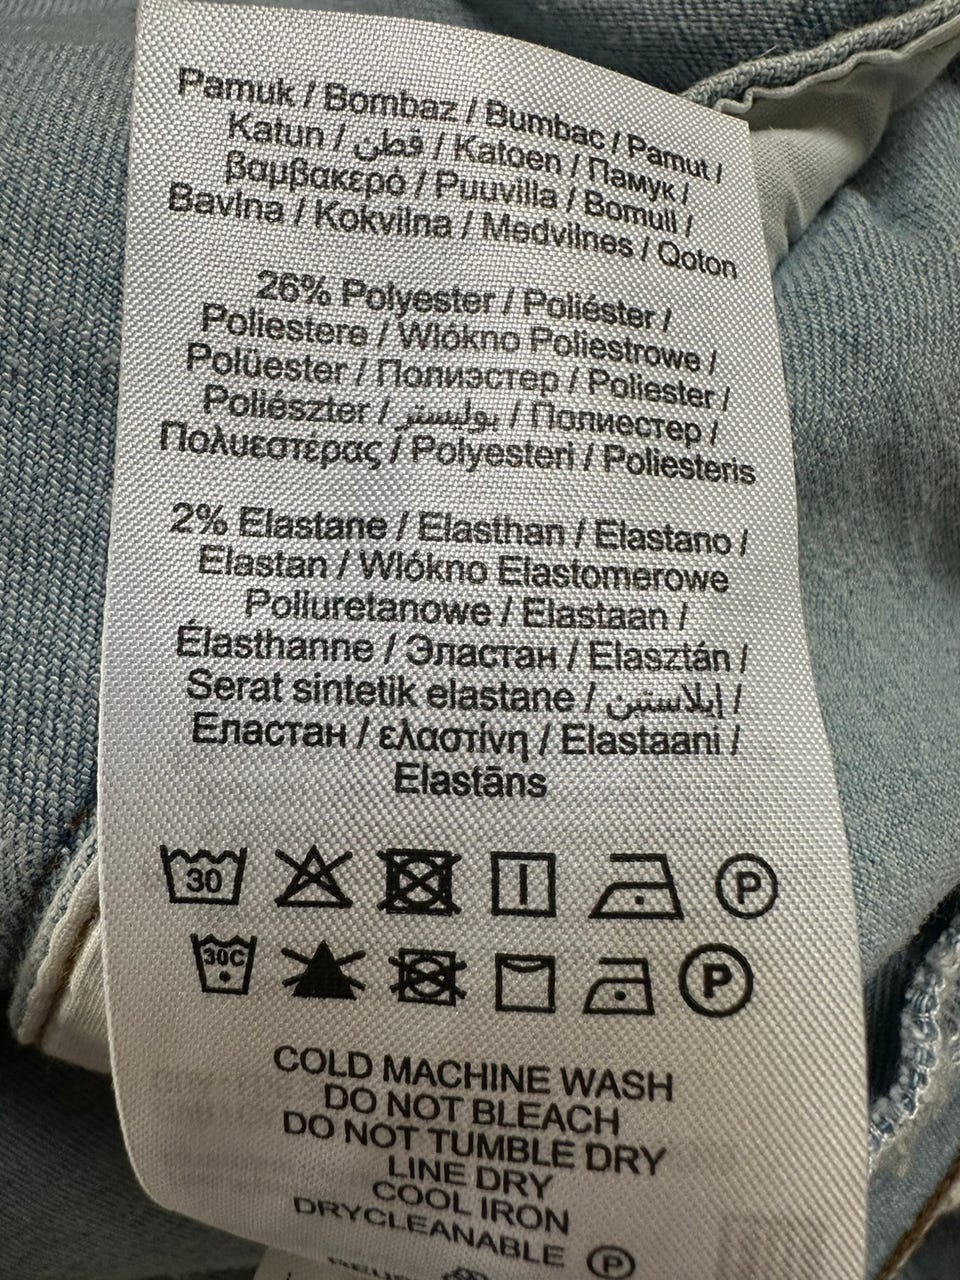 Pamuk / Bombaz / Bumbac / Pamut /
Katun / قطن / Katoen / Памук /
Βαμβακερό / Puuvilla / Bomull /
Bavlna / Kokvilna / Medvilnes / Qoton
26% Polyester / Poliéster /
Poliestere / Wlókno Poliestrowe /
Polüester / Полиэстер / Poliester /
Poliészter / بوليستر / Полиестер /
Πολυεστέρας / Polyesteri / Poliesteris
2% Elastane / Elasthan / Elastano /
Elastan / Wlókno Elastomerowe
Poliuretanowe / Elastaan /
Élasthanne / Эластан / Elasztán /
Serat sintetik elastane / إيلاستين /
Еластан / ελαστίνη / Elastaani /
Elastāns
30
P
30C
P
COLD MACHINE WASH
DO NOT BLEACH
DO NOT TUMBLE DRY
LINE DRY
COOL IRON
DRYCLEANABLE P